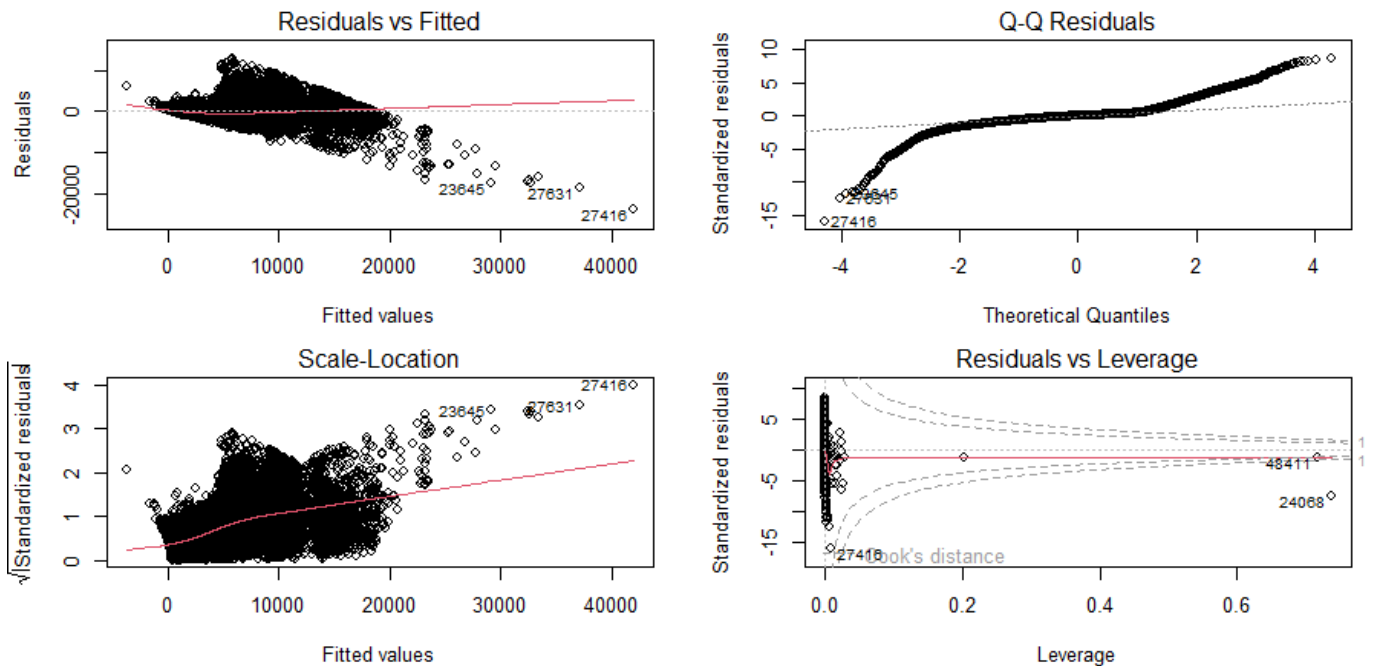 Residuals vs Fitted
Residuals
0
-20000
0 10000 20000 30000 40000
Fitted values
23645
27631
27416
Q-Q Residuals
Standardized residuals
10
5
0
-5
-15
-4 -2 0 2 4
Theoretical Quantiles
23645
27631
27416
Scale-Location
√|Standardized residuals|
4
3
2
1
0
0 10000 20000 30000 40000
Fitted values
27416
23645
27631
Residuals vs Leverage
Standardized residuals
5
-5
-15
0.0 0.2 0.4 0.6
Leverage
1
1
48411
24068
27416
Cook's distance